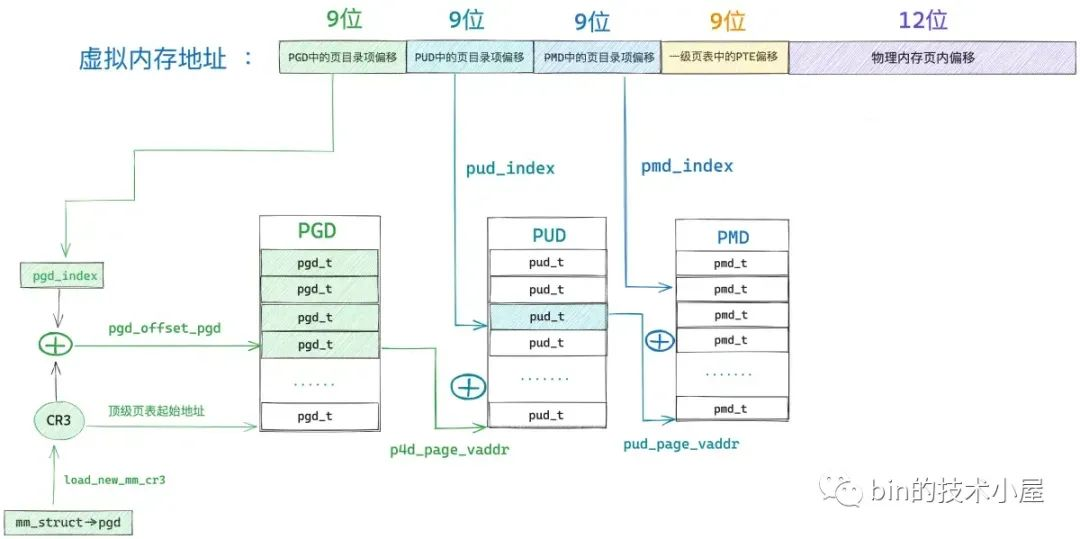 9位 9位 9位 9位 12位
虚拟内存地址 : PGD中的页目录项偏移 PUD中的页目录项偏移 PMD中的页目录项偏移 一级页表中的PTE偏移 物理内存页内偏移
pud_index pmd_index
PGD PUD PMD
pgd_t pud_t pmd_t
pgd_index pgd_t pud_t pmd_t
pgd_offset_pgd pgd_t pud_t pmd_t
pgd_t pud_t pmd_t
...... ....... .......
CR3 顶级页表起始地址 pgd_t pud_t pmd_t
p4d_page_vaddr pud_page_vaddr
load_new_mm_cr3
bin的技术小屋
mm_struct→pgd